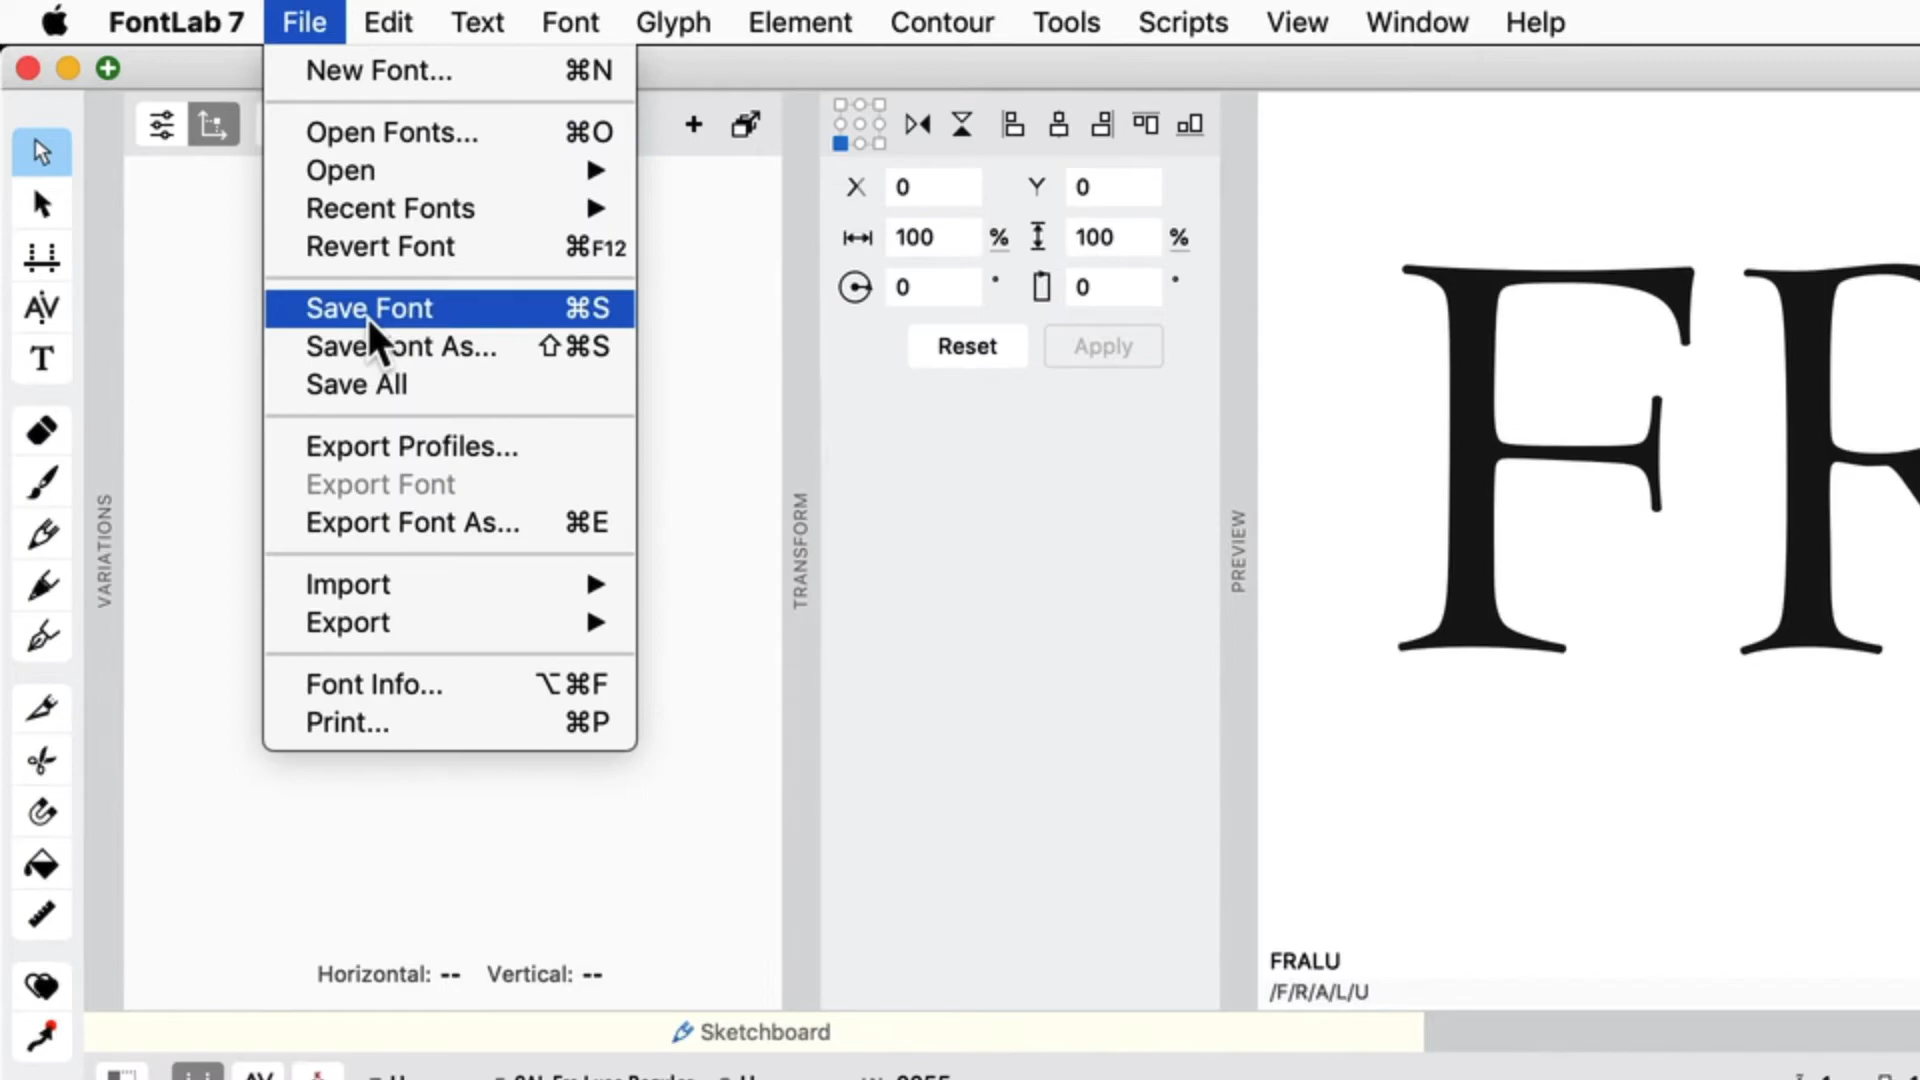 FontLab 7 File Edit Text Font Glyph Element Contour Tools Scripts View Window Help
New Font... ⌘N
Open Fonts... ⌘O
Open ▶
Recent Fonts ▶
Revert Font ⌘F12
Save Font ⌘S
Save Font As... ⇧⌘S
Save All
Export Profiles...
Export Font
Export Font As... ⌘E
Import ▶
Export ▶
Font Info... ⌥⌘F
Print... ⌘P
VARIATIONS
Horizontal: -- Vertical: --
TRANSFORM
X 0 Y 0
100 % 100 %
0 ° 0 °
Reset Apply
PREVIEW
FR
FRALU
/F/R/A/L/U
Sketchboard